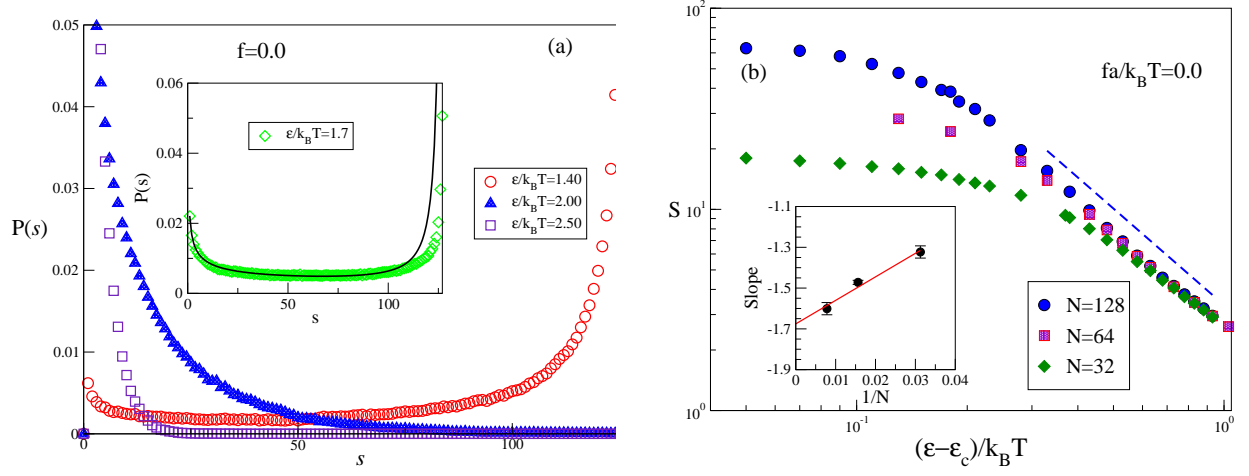 0.05
0.04
0.03
0.02
0.01
0
P(s)
0
50
100
s
f=0.0
(a)
0.06
0.04
0.02
0
P(s)
0
50
100
s
ε/k_BT=1.7
ε/k_BT=1.40
ε/k_BT=2.00
ε/k_BT=2.50
10^2
10^1
10^0
S
(b)
fa/k_BT=0.0
10^-1
10^0
(ε-ε_c)/k_BT
-1.1
-1.3
-1.5
-1.7
-1.9
Slope
0
0.01
0.02
0.03
0.04
1/N
N=128
N=64
N=32